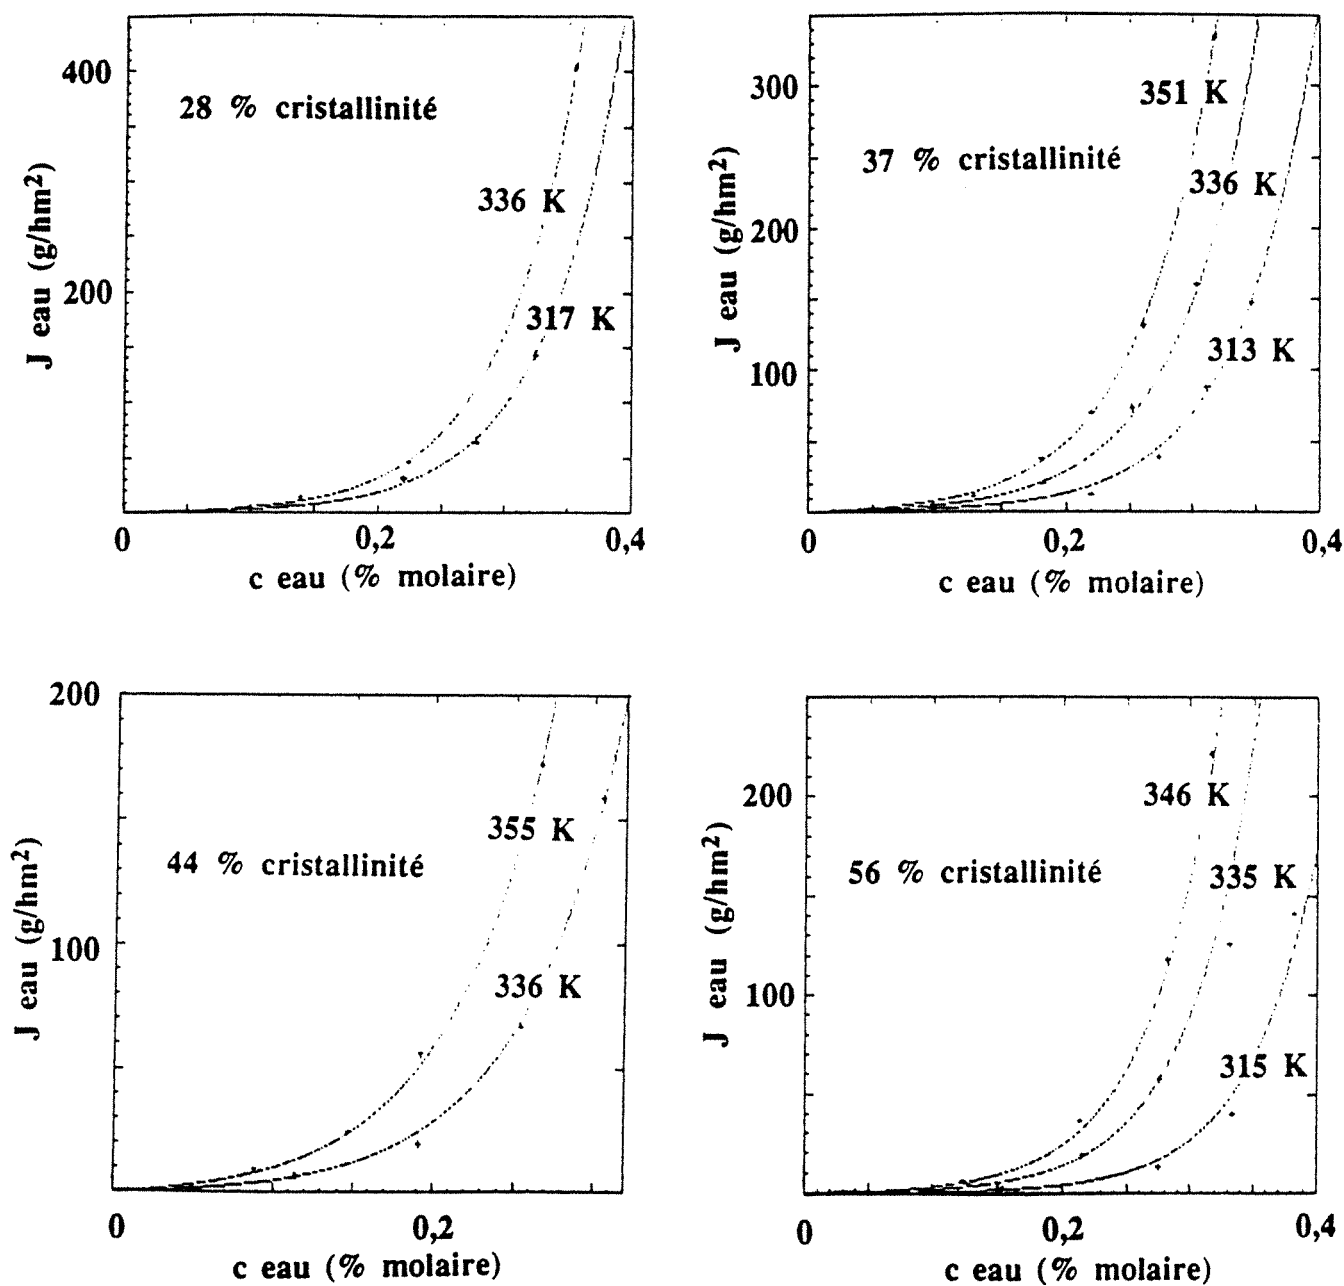 400
28 % cristallinité
336 K
317 K
200
J eau (g/hm2)
0
0,2
0,4
c eau (% molaire)
300
351 K
37 % cristallinité
336 K
200
313 K
100
J eau (g/hm2)
0
0,2
0,4
c eau (% molaire)
200
355 K
44 % cristallinité
336 K
100
J eau (g/hm2)
0
0,2
c eau (% molaire)
200
346 K
56 % cristallinité
335 K
100
315 K
J eau (g/hm2)
0
0,2
0,4
c eau (% molaire)